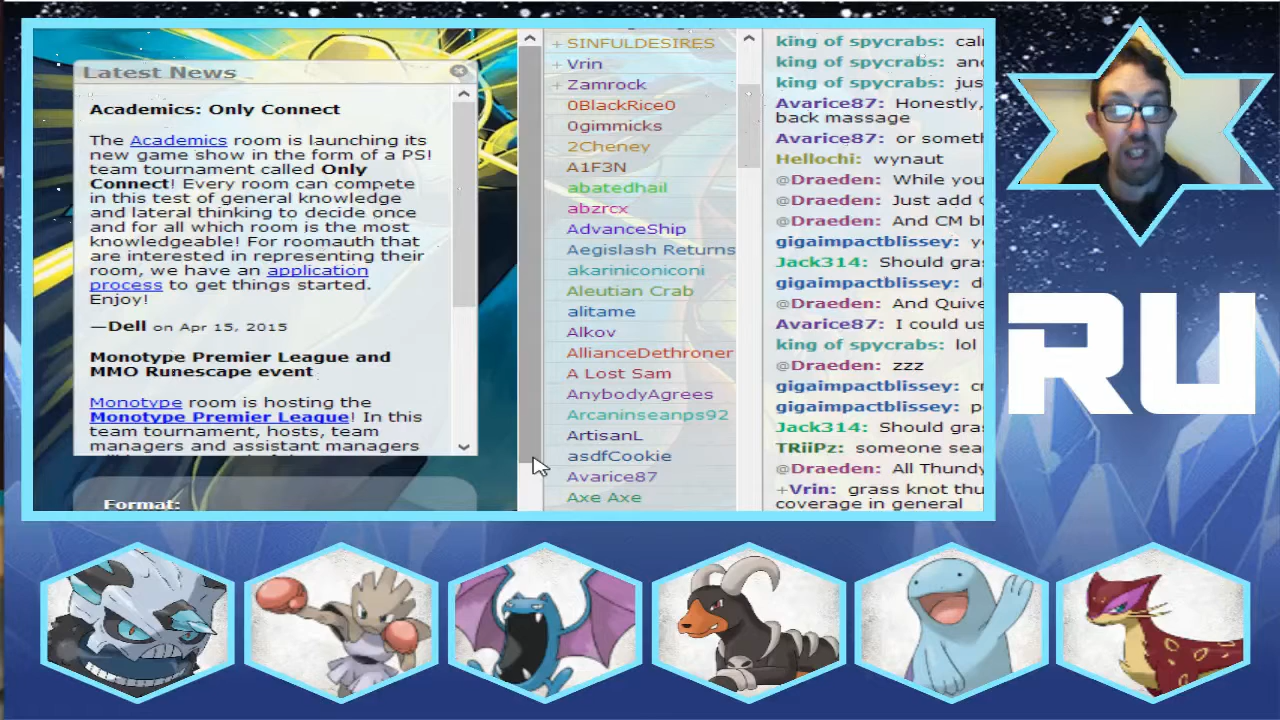 Latest News
Academics: Only Connect
The Academics room is launching its
new game show in the form of a PS!
team tournament called Only
Connect! Every room can compete
in this test of general knowledge
and lateral thinking to decide once
and for all which room is the most
knowledgeable! For roomauth that
are interested in representing their
room, we have an application
process to get things started.
Enjoy!
—Dell on Apr 15, 2015
Monotype Premier League and
MMO Runescape event
Monotype room is hosting the
Monotype Premier League! In this
team tournament, hosts, team
managers and assistant managers
Format:
+ SINFULDESIRES
+ Vrin
+ Zamrock
0BlackRice0
0gimmicks
2Cheney
A1F3N
abatedhail
abzrcx
AdvanceShip
Aegislash Returns
akariniconiconi
Aleutian Crab
alitame
Alkov
AllianceDethroner
A Lost Sam
AnybodyAgrees
Arcaninseanps92
ArtisanL
asdfCookie
Avarice87
Axe Axe
king of spycrabs: cal
king of spycrabs: an
king of spycrabs: jus
Avarice87: Honestly,
back massage
Avarice87: or someth
Hellochi: wynaut
@Draeden: While you
@Draeden: Just add
@Draeden: And CM bl
gigaimpactblissey: y
Jack314: Should gras
gigaimpactblissey: d
@Draeden: And Quive
Avarice87: I could us
king of spycrabs: lol
@Draeden: zzz
gigaimpactblissey: c
gigaimpactblissey: p
Jack314: Should gras
TRiiPz: someone sea
@Draeden: All Thundy
+Vrin: grass knot thu
coverage in general
RU